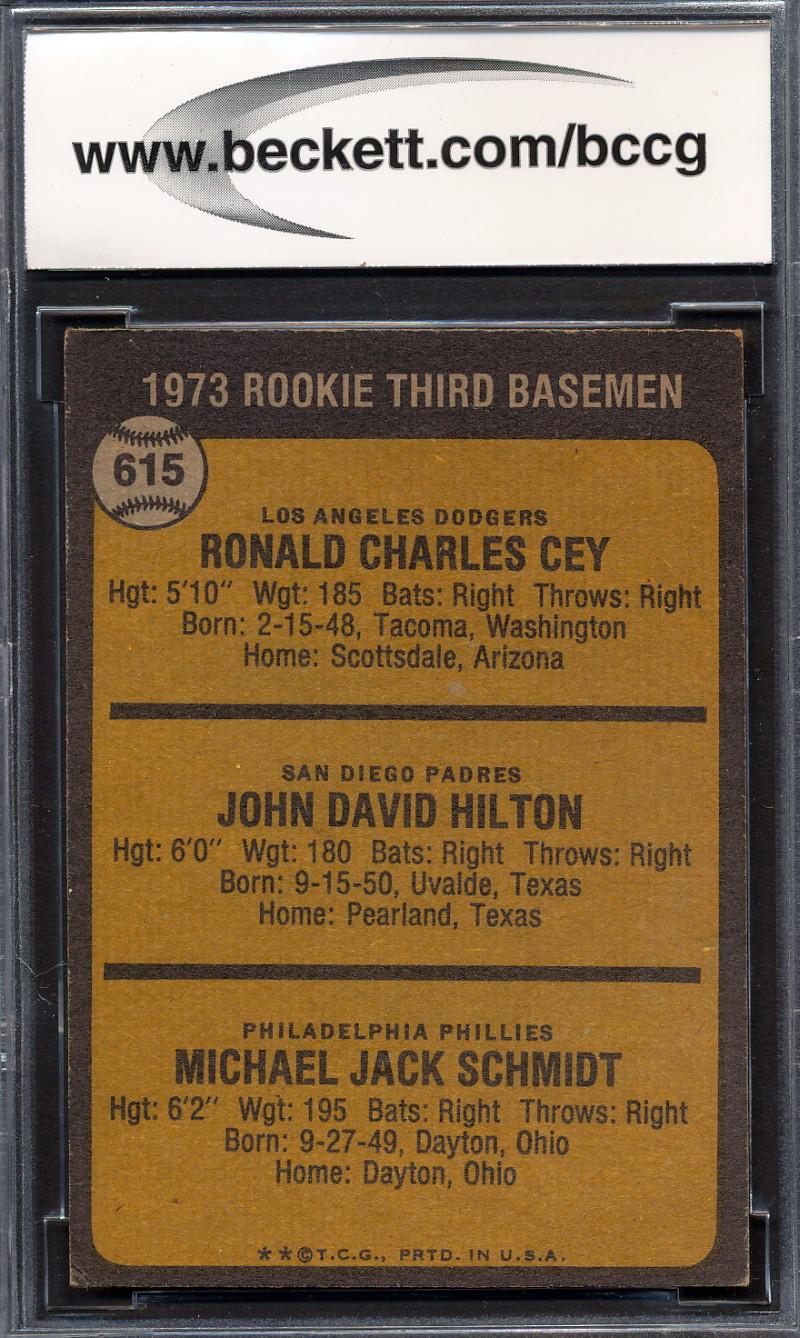 www.beckett.com/bccg
1973 ROOKIE THIRD BASEMEN
615
LOS ANGELES DODGERS
RONALD CHARLES CEY
Hgt: 5'10" Wgt: 185 Bats: Right Throws: Right
Born: 2-15-48, Tacoma, Washington
Home: Scottsdale, Arizona
SAN DIEGO PADRES
JOHN DAVID HILTON
Hgt: 6'0" Wgt: 180 Bats: Right Throws: Right
Born: 9-15-50, Uvalde, Texas
Home: Pearland, Texas
PHILADELPHIA PHILLIES
MICHAEL JACK SCHMIDT
Hgt: 6'2" Wgt: 195 Bats: Right Throws: Right
Born: 9-27-49, Dayton, Ohio
Home: Dayton, Ohio
**©T.C.G., PRTD. IN U.S.A.